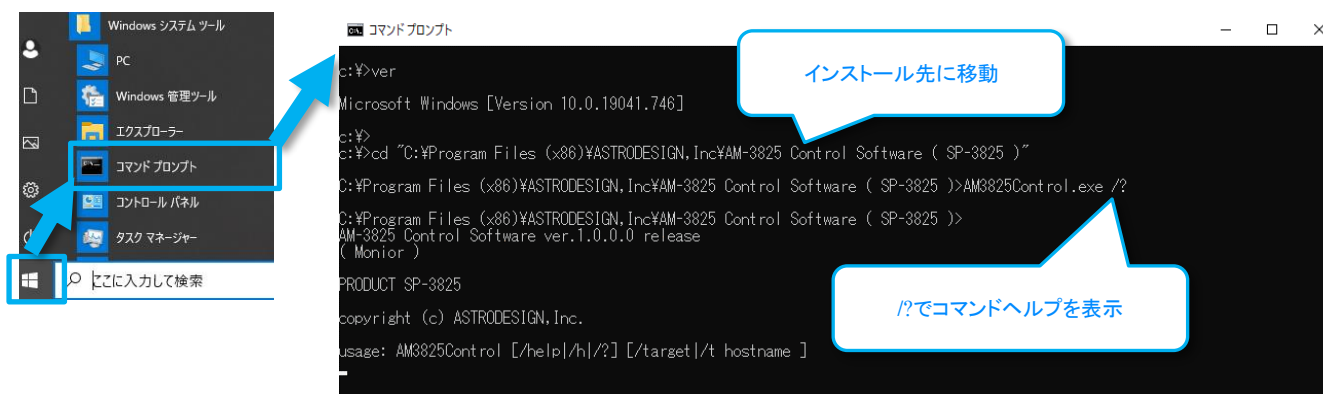 Windows システム ツール
PC
Windows 管理ツール
エクスプローラー
コマンド プロンプト
コントロール パネル
タスク マネージャー
ここに入力して検索
コマンド プロンプト
c:¥>ver
Microsoft Windows [Version 10.0.19041.746]
c:¥>
c:¥>cd "C:¥Program Files (x86)¥ASTRODESIGN,Inc¥AM-3825 Control Software ( SP-3825 )"
C:¥Program Files (x86)¥ASTRODESIGN,Inc¥AM-3825 Control Software ( SP-3825 )>AM3825Control.exe /?
C:¥Program Files (x86)¥ASTRODESIGN,Inc¥AM-3825 Control Software ( SP-3825 )>
AM-3825 Control Software ver.1.0.0.0 release
( Monior )
PRODUCT SP-3825
copyright (c) ASTRODESIGN,Inc.
usage: AM3825Control [/help|/h|/?] [/target|/t hostname ]
インストール先に移動
/?でコマンドヘルプを表示